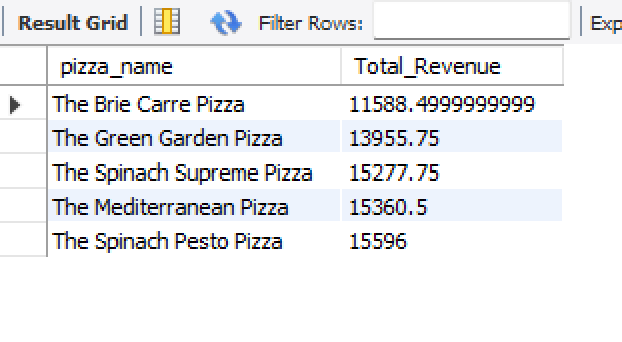 Result Grid Filter Rows: Exp
pizza_name Total_Revenue
The Brie Carre Pizza 11588.4999999999
The Green Garden Pizza 13955.75
The Spinach Supreme Pizza 15277.75
The Mediterranean Pizza 15360.5
The Spinach Pesto Pizza 15596